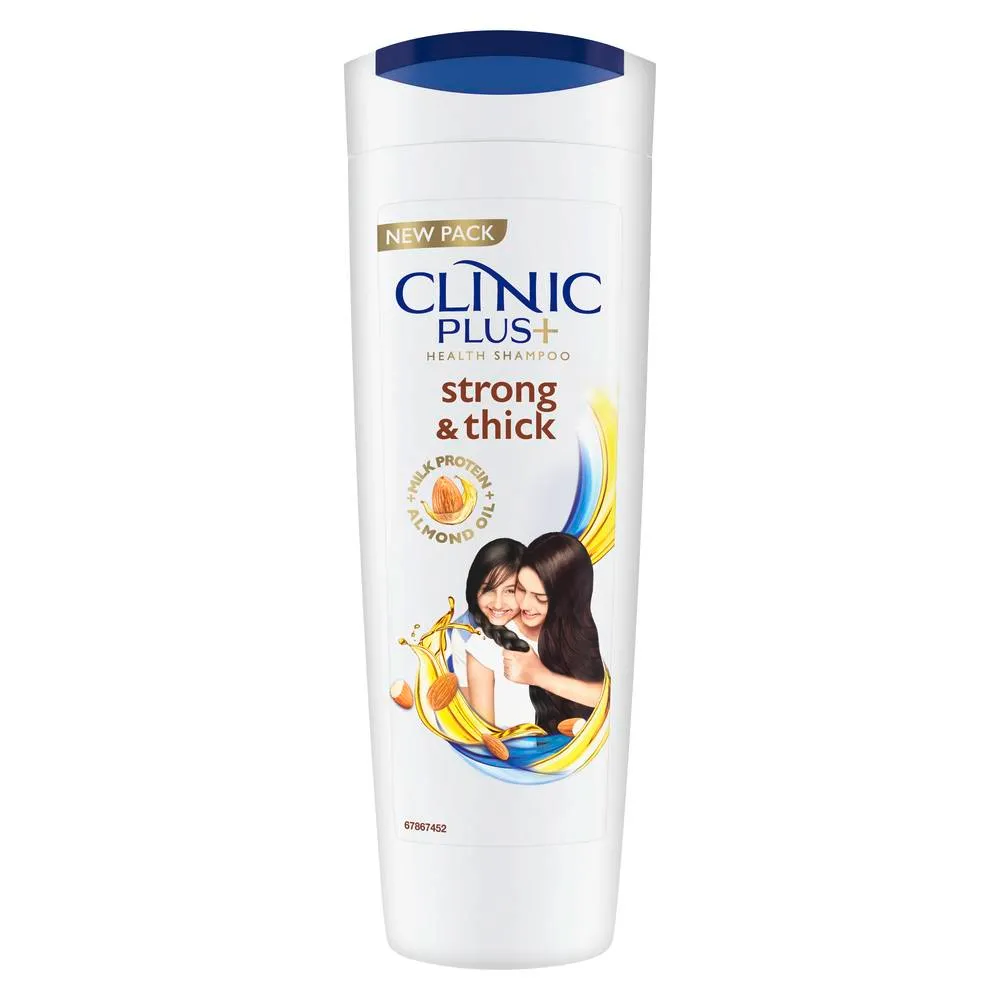 NEW PACK
CLINIC
PLUS+
HEALTH SHAMPOO
strong
& thick
+ MILK PROTEIN +
ALMOND OIL
67867452